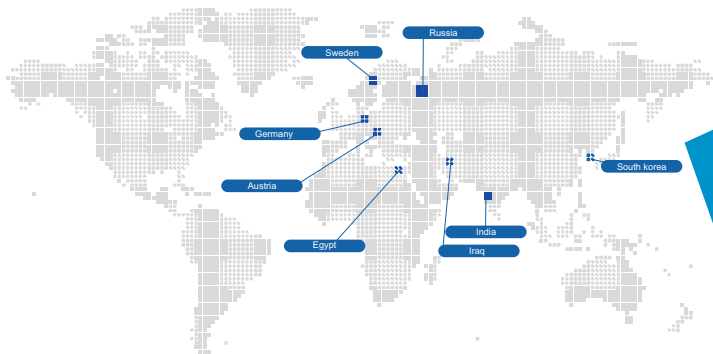 Russia
Sweden
Germany
South korea
Austria
India
Egypt
Iraq